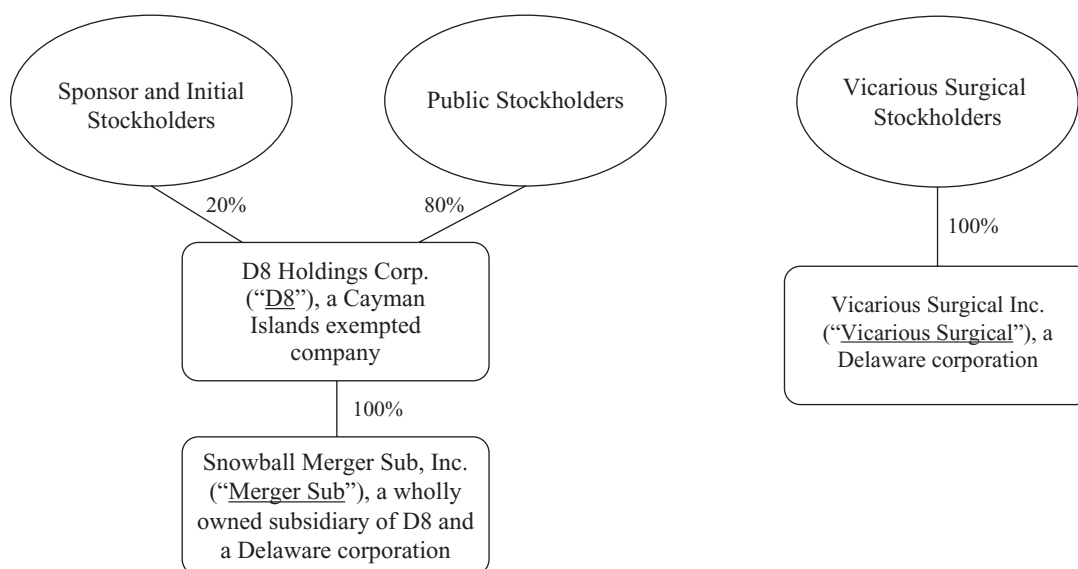 Sponsor and Initial
Stockholders
Public Stockholders
Vicarious Surgical
Stockholders
20%
80%
100%
D8 Holdings Corp.
(“D8”), a Cayman
Islands exempted
company
Vicarious Surgical Inc.
(“Vicarious Surgical”), a
Delaware corporation
100%
Snowball Merger Sub, Inc.
(“Merger Sub”), a wholly
owned subsidiary of D8 and
a Delaware corporation